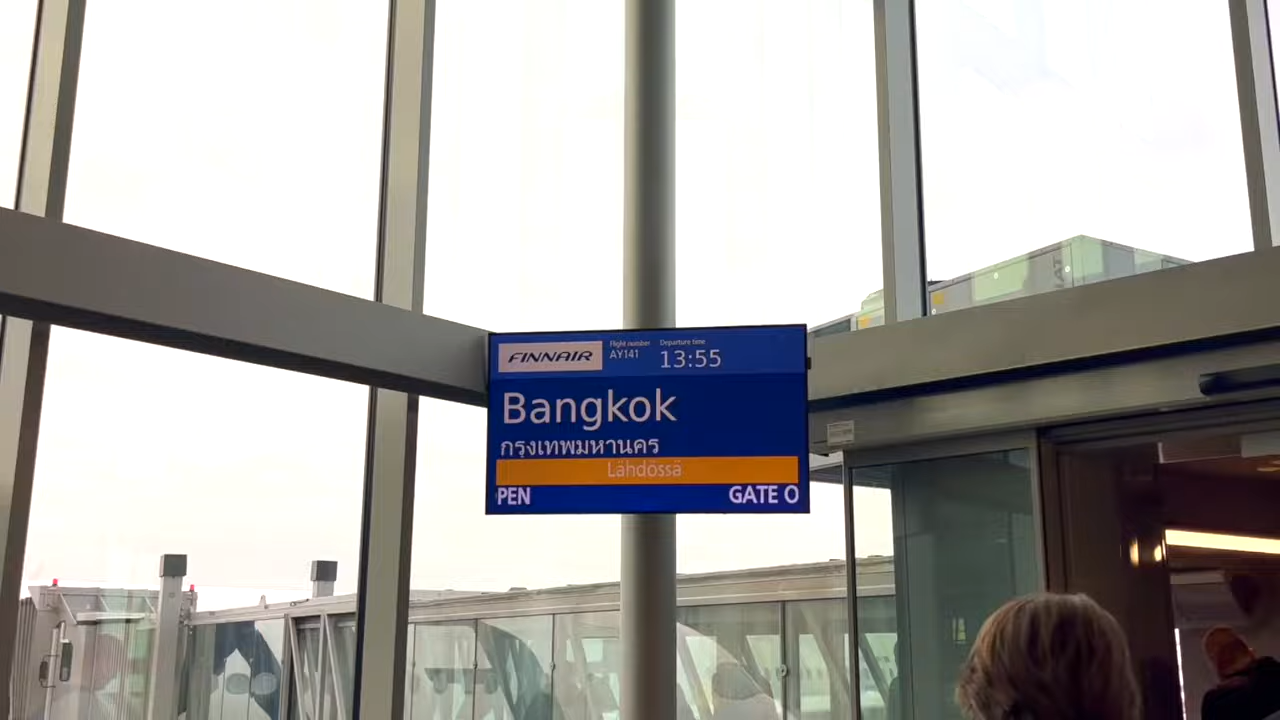 FINNAIR
Flight number
AY141
Departure time
13:55
Bangkok
กรุงเทพมหานคร
Lähdössä
PEN
GATE O